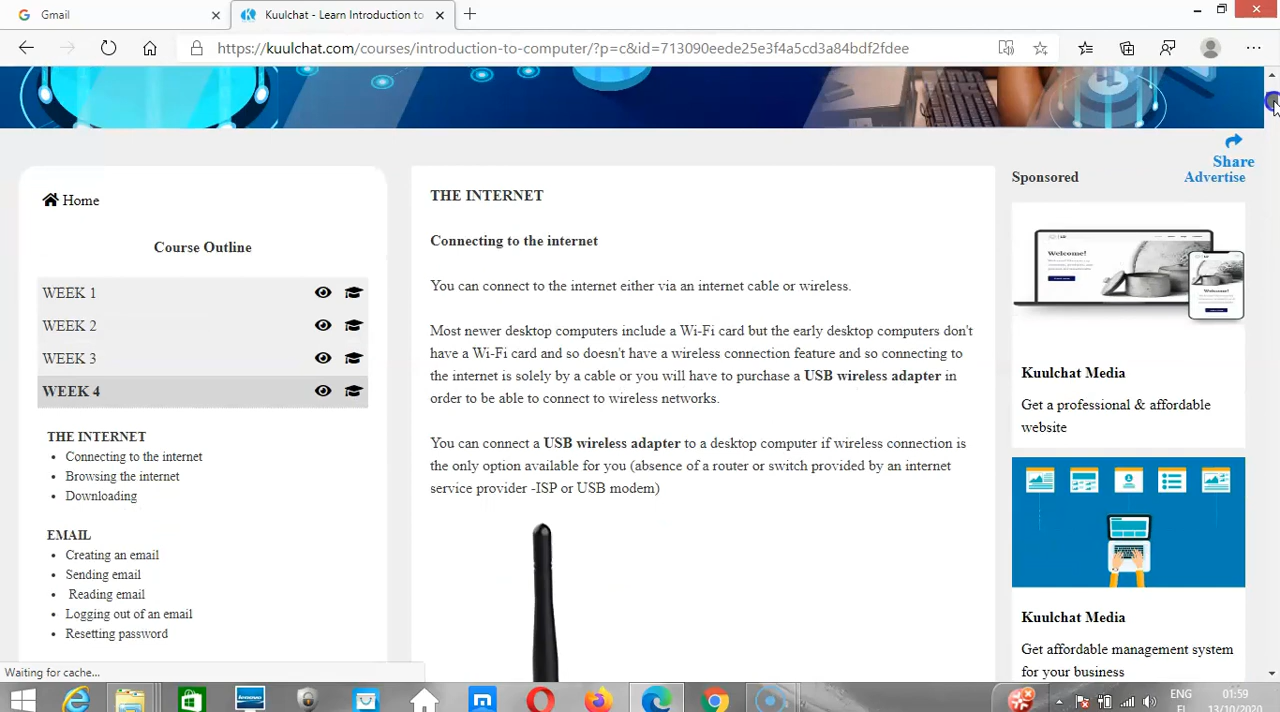 Gmail
Kuulchat - Learn Introduction to
https://kuulchat.com/courses/introduction-to-computer/?p=c&id=713090eede25e3f4a5cd3a84bdf2fdee
Share
Advertise
Sponsored
Home
Course Outline
WEEK 1
WEEK 2
WEEK 3
WEEK 4
THE INTERNET
Connecting to the internet
Browsing the internet
Downloading
EMAIL
Creating an email
Sending email
Reading email
Logging out of an email
Resetting password
THE INTERNET
Connecting to the internet
You can connect to the internet either via an internet cable or wireless.
Most newer desktop computers include a Wi-Fi card but the early desktop computers don't
have a Wi-Fi card and so doesn't have a wireless connection feature and so connecting to
the internet is solely by a cable or you will have to purchase a USB wireless adapter in
order to be able to connect to wireless networks.
You can connect a USB wireless adapter to a desktop computer if wireless connection is
the only option available for you (absence of a router or switch provided by an internet
service provider -ISP or USB modem)
Welcome!
Welcome!
Kuulchat Media
Get a professional & affordable
website
Kuulchat Media
Get affordable management system
for your business
Waiting for cache...
lenovo
ENG
FI
01:59
13/10/2020